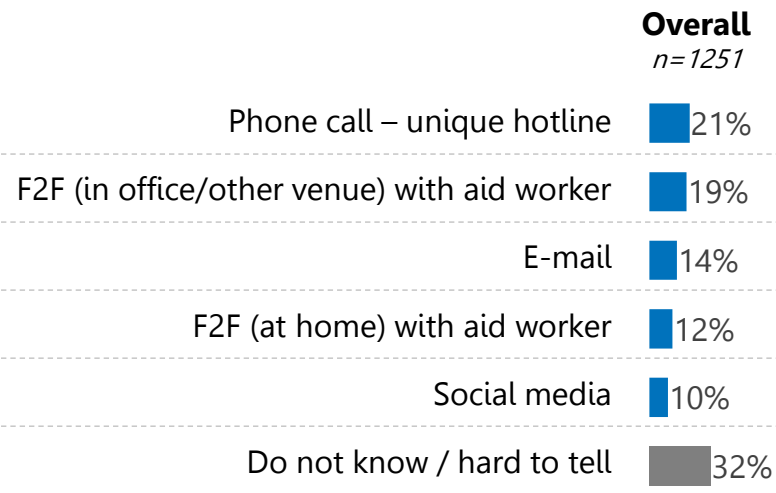 Overall
n=1251
Phone call – unique hotline 21%
F2F (in office/other venue) with aid worker 19%
E-mail 14%
F2F (at home) with aid worker 12%
Social media 10%
Do not know / hard to tell 32%